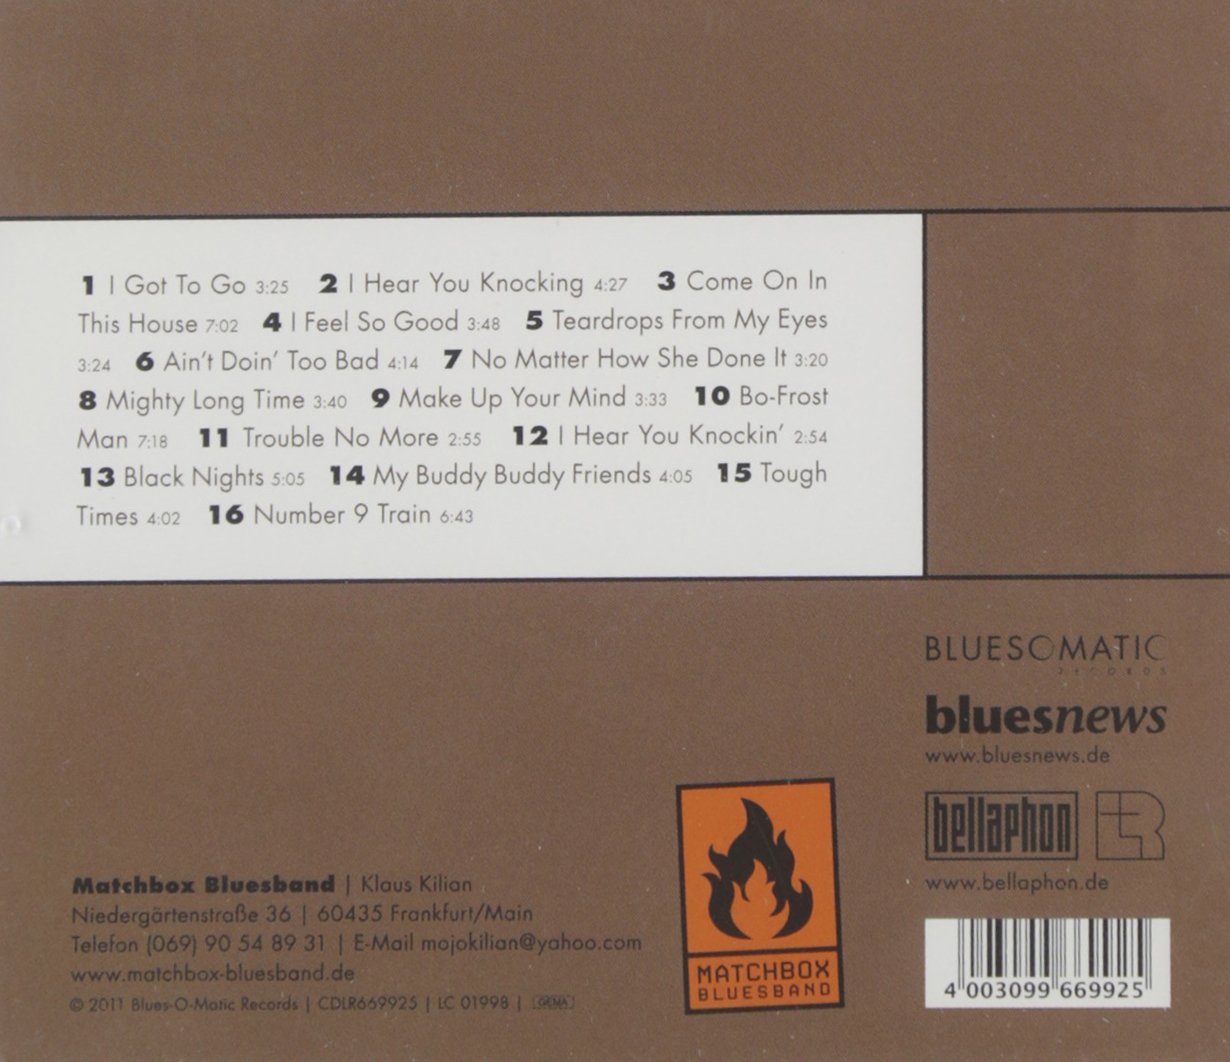 1 I Got To Go 3:25 2 I Hear You Knocking 4:27 3 Come On In
This House 7:02 4 I Feel So Good 3:48 5 Teardrops From My Eyes
3:24 6 Ain't Doin' Too Bad 4:14 7 No Matter How She Done It 3:20
8 Mighty Long Time 3:40 9 Make Up Your Mind 3:33 10 Bo-Frost
Man 7:18 11 Trouble No More 2:55 12 I Hear You Knockin' 2:54
13 Black Nights 5:05 14 My Buddy Buddy Friends 4:05 15 Tough
Times 4:02 16 Number 9 Train 6:43
BLUESOMATIC
RECORDS
bluesnews
www.bluesnews.de
bellaphon LR
www.bellaphon.de
Matchbox Bluesband | Klaus Kilian
Niedergärtenstraße 36 | 60435 Frankfurt/Main
Telefon (069) 90 54 89 31 | E-Mail mojokilian@yahoo.com
www.matchbox-bluesband.de
© 2011 Blues-O-Matic Records | CDLR669925 | LC 01998 | GEMA
MATCHBOX
BLUESBAND
4 003099 669925